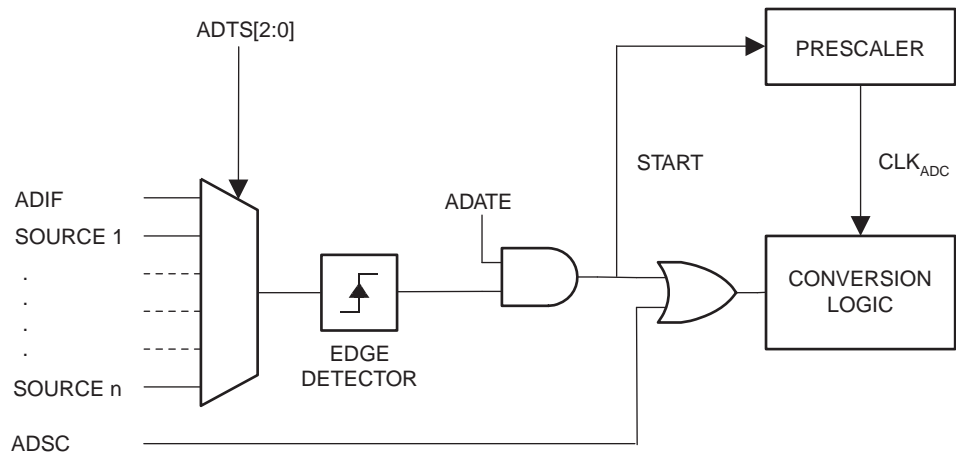 ADTS[2:0]
PRESCALER
START
CLKADC
ADIF
ADATE
SOURCE 1
.
.
.
.
CONVERSION
LOGIC
EDGE
DETECTOR
SOURCE n
ADSC